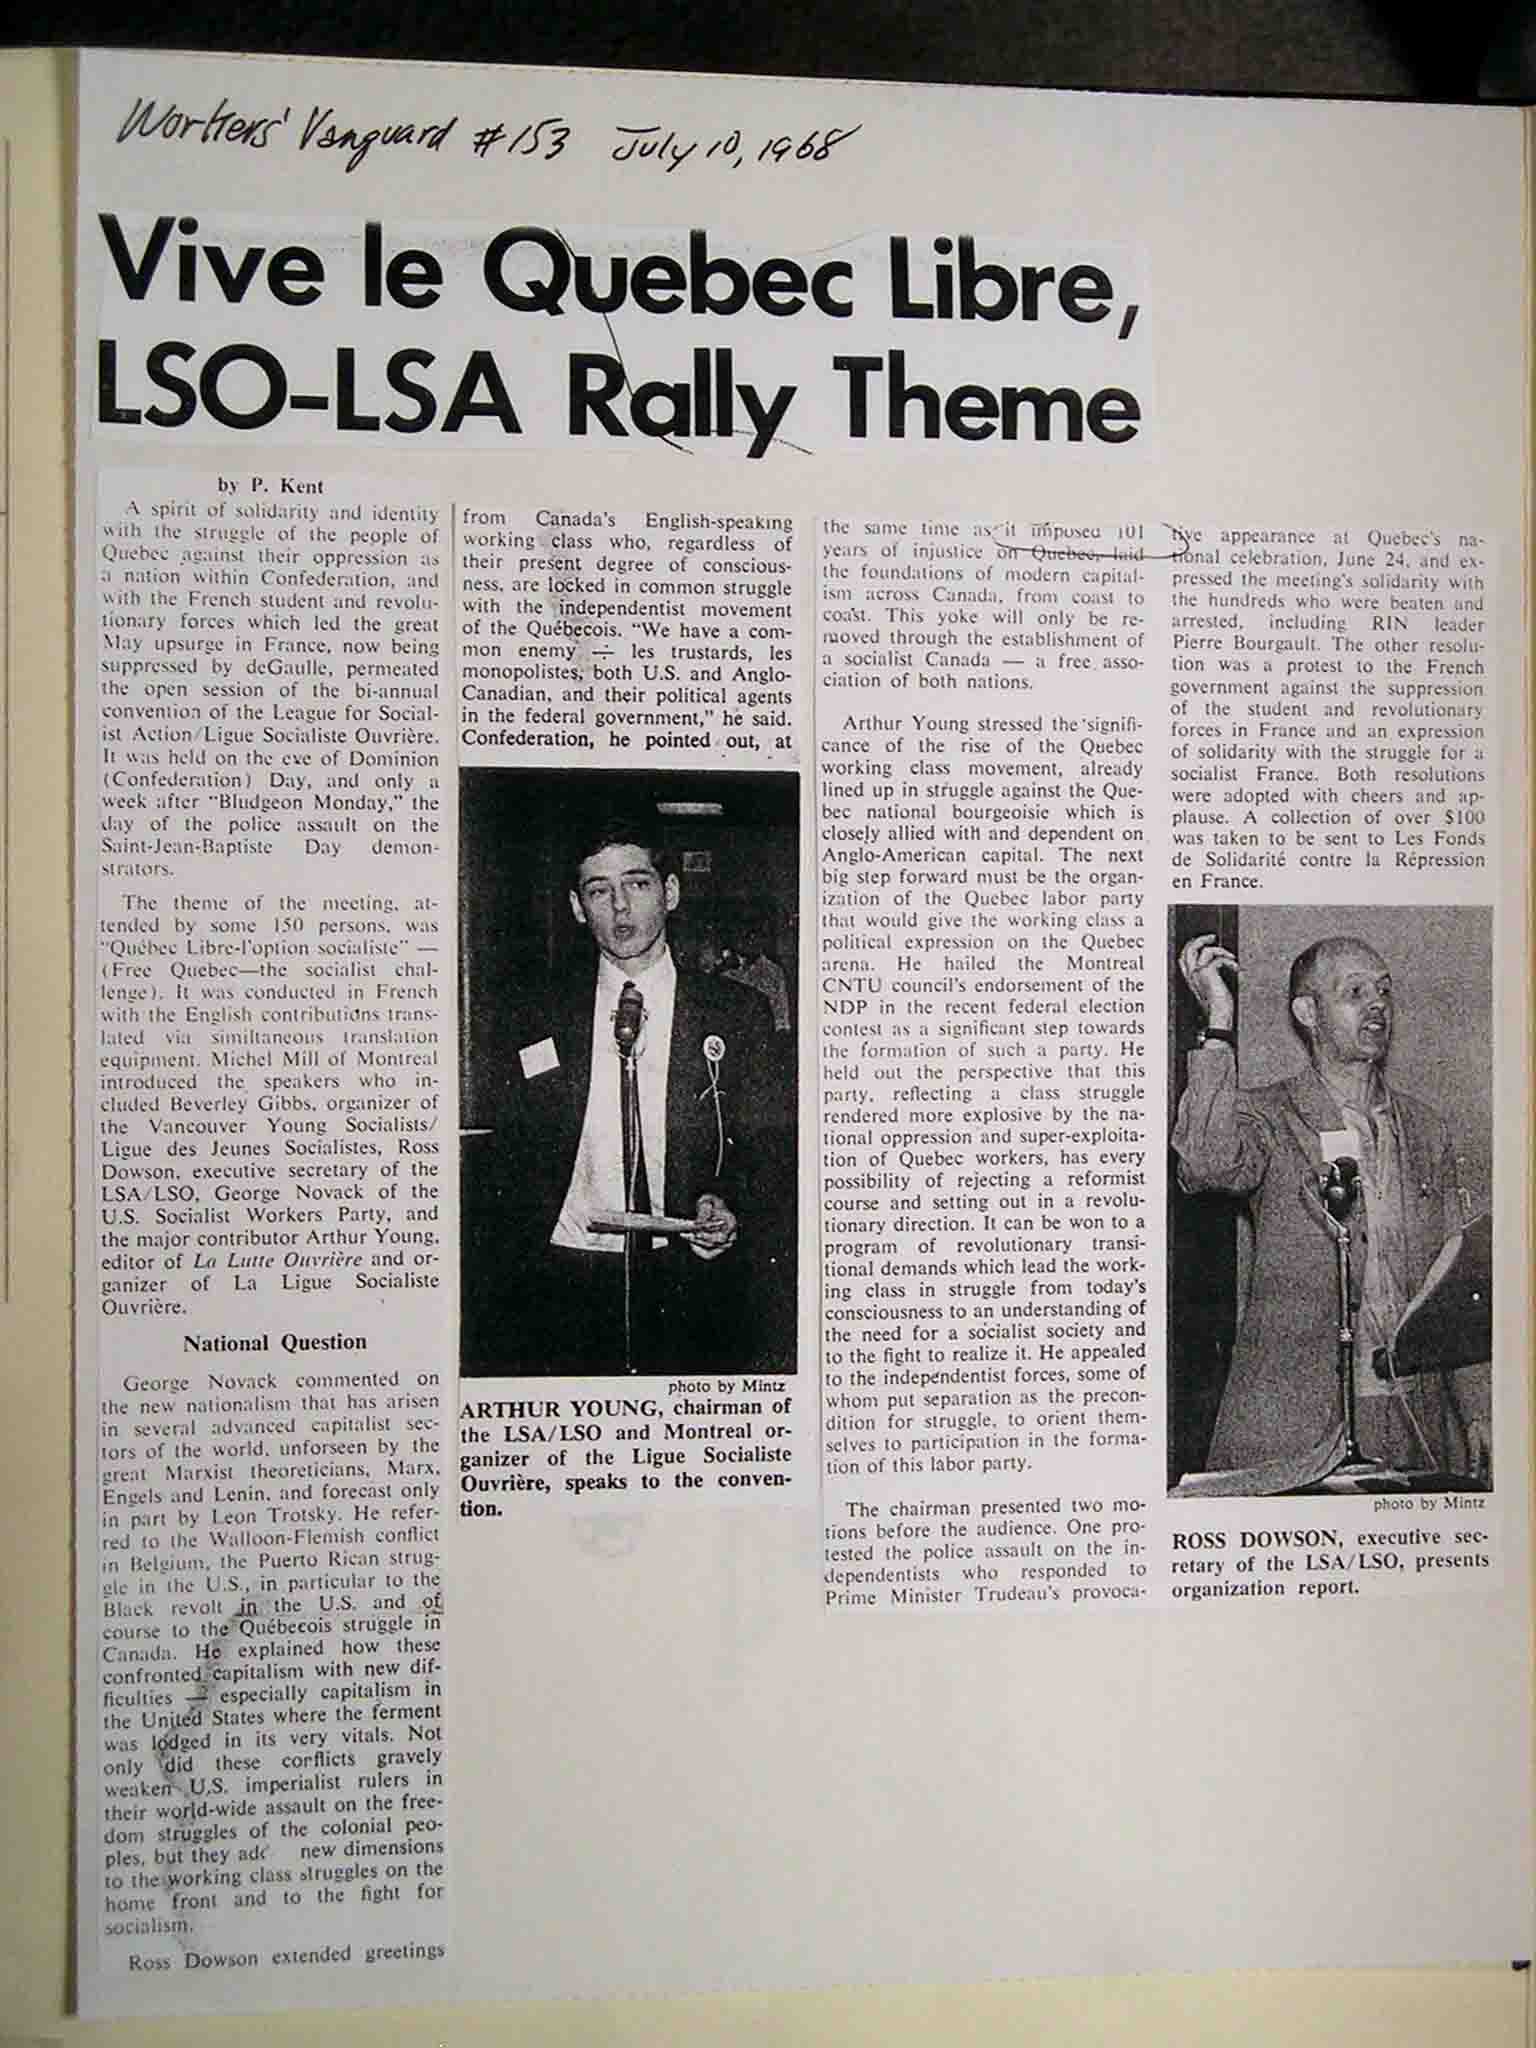 Workers' Vanguard #153 July 10, 1968
Vive le Quebec Libre,
LSO-LSA Rally Theme
by P. Kent
A spirit of solidarity and identity
with the struggle of the people of
Quebec against their oppression as
a nation within Confederation, and
with the French student and revolu-
tionary forces which led the great
May upsurge in France, now being
suppressed by deGaulle, permeated
the open session of the bi-annual
convention of the League for Social-
ist Action/Ligue Socialiste Ouvrière.
It was held on the eve of Dominion
(Confederation) Day, and only a
week after "Bludgeon Monday," the
day of the police assault on the
Saint-Jean-Baptiste Day demon-
strators.
The theme of the meeting, at-
tended by some 150 persons, was
"Québec Libre-l'option socialiste" —
(Free Quebec—the socialist chal-
lenge). It was conducted in French
with the English contributions trans-
lated via similtaneous translation
equipment. Michel Mill of Montreal
introduced the speakers who in-
cluded Beverley Gibbs, organizer of
the Vancouver Young Socialists/
Ligue des Jeunes Socialistes, Ross
Dowson, executive secretary of the
LSA/LSO, George Novack of the
U.S. Socialist Workers Party, and
the major contributor Arthur Young,
editor of La Lutte Ouvrière and or-
ganizer of La Ligue Socialiste
Ouvrière.
National Question
George Novack commented on
the new nationalism that has arisen
in several advanced capitalist sec-
tors of the world, unforseen by the
great Marxist theoreticians, Marx,
Engels and Lenin, and forecast only
in part by Leon Trotsky. He refer-
red to the Walloon-Flemish conflict
in Belgium, the Puerto Rican strug-
gle in the U.S., in particular to the
Black revolt in the U.S. and of
course to the Québecois struggle in
Canada. He explained how these
confronted capitalism with new dif-
ficulties — especially capitalism in
the United States where the ferment
was lodged in its very vitals. Not
only did these conflicts gravely
weaken U.S. imperialist rulers in
their world-wide assault on the free-
dom struggles of the colonial peo-
ples, but they add new dimensions
to the working class struggles on the
home front and to the fight for
socialism.
Ross Dowson extended greetings
from Canada's English-speaking
working class who, regardless of
their present degree of conscious-
ness, are locked in common struggle
with the independentist movement
of the Québecois. "We have a com-
mon enemy — les trustards, les
monopolistes, both U.S. and Anglo-
Canadian, and their political agents
in the federal government," he said.
Confederation, he pointed out, at
photo by Mintz
ARTHUR YOUNG, chairman of
the LSA/LSO and Montreal or-
ganizer of the Ligue Socialiste
Ouvrière, speaks to the conven-
tion.
the same time as it imposed 101
years of injustice on Quebec, laid
the foundations of modern capital-
ism across Canada, from coast to
coast. This yoke will only be re-
moved through the establishment of
a socialist Canada — a free asso-
ciation of both nations.
Arthur Young stressed the signifi-
cance of the rise of the Quebec
working class movement, already
lined up in struggle against the Que-
bec national bourgeoisie which is
closely allied with and dependent on
Anglo-American capital. The next
big step forward must be the organ-
ization of the Quebec labor party
that would give the working class a
political expression on the Quebec
arena. He hailed the Montreal
CNTU council's endorsement of the
NDP in the recent federal election
contest as a significant step towards
the formation of such a party. He
held out the perspective that this
party, reflecting a class struggle
rendered more explosive by the na-
tional oppression and super-exploita-
tion of Quebec workers, has every
possibility of rejecting a reformist
course and setting out in a revolu-
tionary direction. It can be won to a
program of revolutionary transi-
tional demands which lead the work-
ing class in struggle from today's
consciousness to an understanding of
the need for a socialist society and
to the fight to realize it. He appealed
to the independentist forces, some of
whom put separation as the precon-
dition for struggle, to orient them-
selves to participation in the forma-
tion of this labor party.
The chairman presented two mo-
tions before the audience. One pro-
tested the police assault on the in-
dependentists who responded to
Prime Minister Trudeau's provoca-
tive appearance at Quebec's na-
tional celebration, June 24, and ex-
pressed the meeting's solidarity with
the hundreds who were beaten and
arrested, including RIN leader
Pierre Bourgault. The other resolu-
tion was a protest to the French
government against the suppression
of the student and revolutionary
forces in France and an expression
of solidarity with the struggle for a
socialist France. Both resolutions
were adopted with cheers and ap-
plause. A collection of over $100
was taken to be sent to Les Fonds
de Solidarité contre la Répression
en France.
photo by Mintz
ROSS DOWSON, executive sec-
retary of the LSA/LSO, presents
organization report.